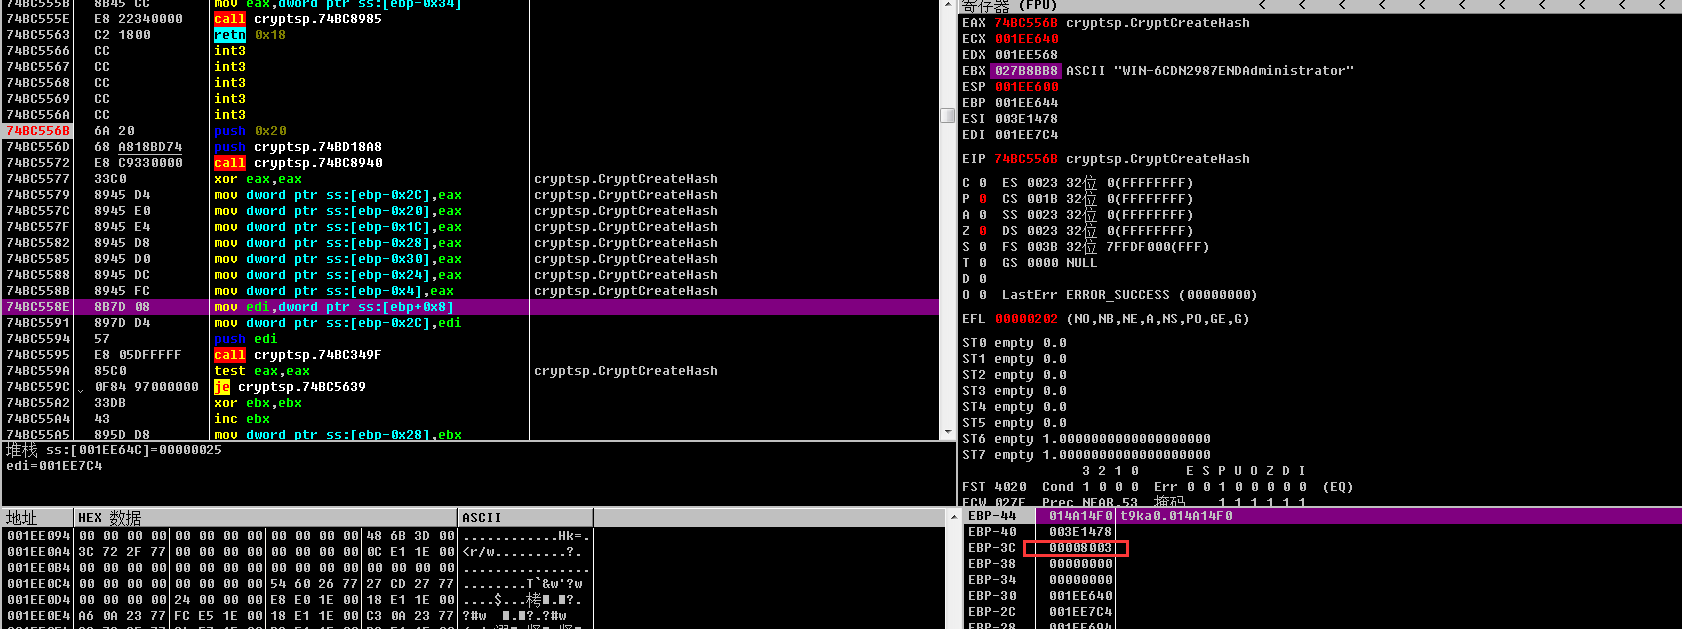 74BC555B 8B45 CC mov eax,dword ptr ss:[ebp-0x34]
74BC555E E8 22340000 call cryptsp.74BC8985
74BC5563 C2 1800 retn 0x18
74BC5566 CC int3
74BC5567 CC int3
74BC5568 CC int3
74BC5569 CC int3
74BC556A CC int3
74BC556B 6A 20 push 0x20
74BC556D 68 A818BD74 push cryptsp.74BD18A8
74BC5572 E8 C9330000 call cryptsp.74BC8940
74BC5577 33C0 xor eax,eax cryptsp.CryptCreateHash
74BC5579 8945 D4 mov dword ptr ss:[ebp-0x2C],eax cryptsp.CryptCreateHash
74BC557C 8945 E0 mov dword ptr ss:[ebp-0x20],eax cryptsp.CryptCreateHash
74BC557F 8945 E4 mov dword ptr ss:[ebp-0x1C],eax cryptsp.CryptCreateHash
74BC5582 8945 D8 mov dword ptr ss:[ebp-0x28],eax cryptsp.CryptCreateHash
74BC5585 8945 D0 mov dword ptr ss:[ebp-0x30],eax cryptsp.CryptCreateHash
74BC5588 8945 DC mov dword ptr ss:[ebp-0x24],eax cryptsp.CryptCreateHash
74BC558B 8945 FC mov dword ptr ss:[ebp-0x4],eax cryptsp.CryptCreateHash
74BC558E 8B7D 08 mov edi,dword ptr ss:[ebp+0x8]
74BC5591 897D D4 mov dword ptr ss:[ebp-0x2C],edi
74BC5594 57 push edi
74BC5595 E8 05DFFFFF call cryptsp.74BC349F
74BC559A 85C0 test eax,eax cryptsp.CryptCreateHash
74BC559C 0F84 97000000 je cryptsp.74BC5639
74BC55A2 33DB xor ebx,ebx
74BC55A4 43 inc ebx
74BC55A5 895D D8 mov dword ptr ss:[ebp-0x28],ebx
堆栈 ss:[001EE64C]=00000025
edi=001EE7C4
寄存器 (FPU) < < < < < < < < < < <
EAX 74BC556B cryptsp.CryptCreateHash
ECX 001EE640
EDX 001EE568
EBX 027B8BB8 ASCII "WIN-6CDN2987ENDAdministrator"
ESP 001EE600
EBP 001EE644
ESI 003E1478
EDI 001EE7C4
EIP 74BC556B cryptsp.CryptCreateHash
C 0 ES 0023 32位 0(FFFFFFFF)
P 0 CS 001B 32位 0(FFFFFFFF)
A 0 SS 0023 32位 0(FFFFFFFF)
Z 0 DS 0023 32位 0(FFFFFFFF)
S 0 FS 003B 32位 7FFDF000(FFF)
T 0 GS 0000 NULL
D 0
O 0 LastErr ERROR_SUCCESS (00000000)
EFL 00000202 (NO,NB,NE,A,NS,PO,GE,G)
ST0 empty 0.0
ST1 empty 0.0
ST2 empty 0.0
ST3 empty 0.0
ST4 empty 0.0
ST5 empty 0.0
ST6 empty 1.0000000000000000000
ST7 empty 1.0000000000000000000
3 2 1 0 E S P U O Z D I
FST 4020 Cond 1 0 0 0 Err 0 0 1 0 0 0 0 0 (EQ)
FCW 027F Prec NEAR,53 掩码 1 1 1 1 1 1
地址 HEX 数据 ASCII
001EE094 00 00 00 00 00 00 00 00 00 00 00 00 48 6B 3D 00 ............Hk=.
001EE0A4 3C 72 2F 77 00 00 00 00 00 00 00 00 0C E1 1E 00 <r/w.........?.
001EE0B4 00 00 00 00 00 00 00 00 00 00 00 00 00 00 00 00 ................
001EE0C4 00 00 00 00 00 00 00 00 54 60 26 77 27 CD 27 77 ........T`&w'?w
001EE0D4 00 00 00 00 24 00 00 00 E8 E0 1E 00 18 E1 1E 00
001EE0E4 A6 0A 23 77 FC E5 1E 00 18 E1 1E 00 C3 0A 23 77
EBP-44 014A14F0 t9ka0.014A14F0
EBP-40 003E1478
EBP-3C 00008003
EBP-38 00000000
EBP-34 00000000
EBP-30 001EE640
EBP-2C 001EE7C4
EBP-28 001EE694